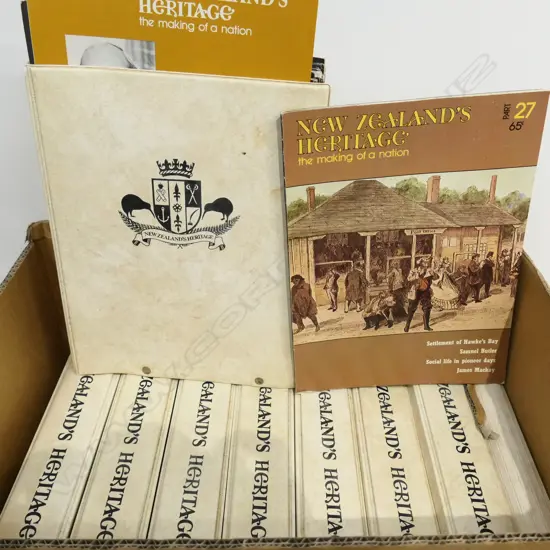 ZEALAND'S
HERITAGE
the making of a nation
NEW ZEALAND'S HERITAGE
NEW ZEALAND'S
HERITAGE
the making of a nation
PART 27
65c
Settlement of Hawke's Bay
Samuel Butler
Social life in pioneer days
James Mackay
ZEALAND'S HERITAGE
ZEALAND'S HERITAGE
ZEALAND'S HERITAGE
ZEALAND'S HERITAGE
ZEALAND'S HERITAGE
ZEALAND'S HERITAGE
ZEALAND'S HERITAGE